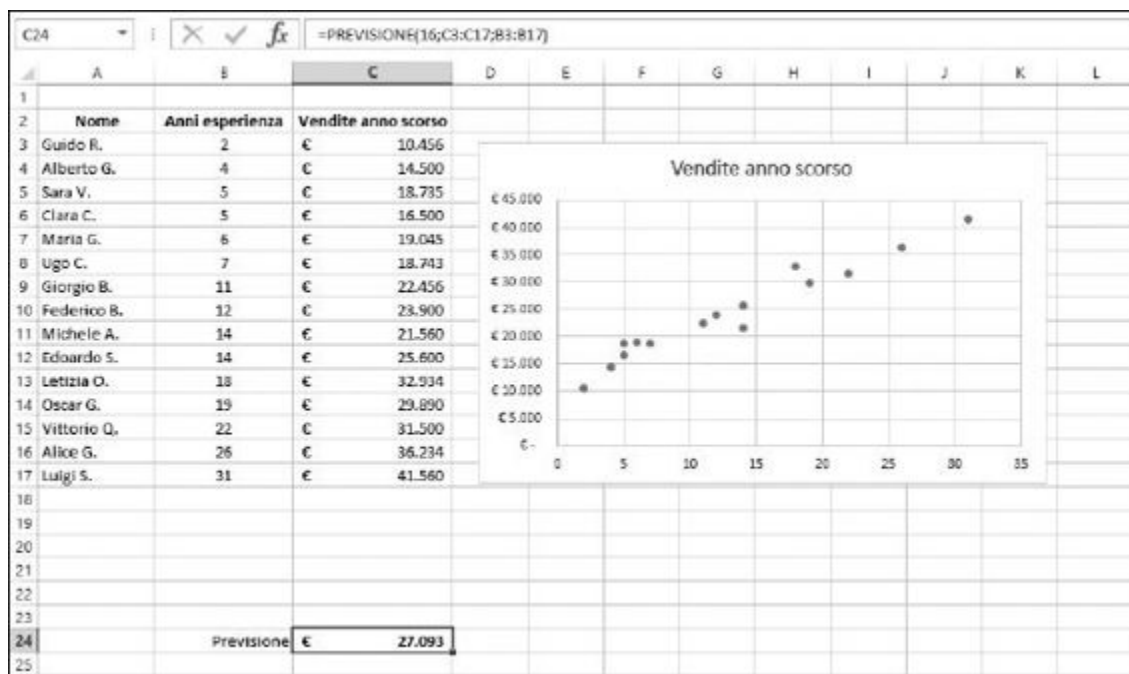 C24 fx =PREVISIONE(16;C3:C17;B3:B17)
A B C D E F G H I J K L
1
2 Nome Anni esperienza Vendite anno scorso
3 Guido R. 2 € 10.456
4 Alberto G. 4 € 14.500
5 Sara V. 5 € 18.735
6 Clara C. 5 € 16.500
7 Maria G. 6 € 19.045
8 Ugo C. 7 € 18.743
9 Giorgio B. 11 € 22.456
10 Federico B. 12 € 23.900
11 Michele A. 14 € 21.560
12 Edoardo S. 14 € 25.600
13 Letizia O. 18 € 32.934
14 Oscar G. 19 € 29.890
15 Vittorio Q. 22 € 31.500
16 Alice G. 26 € 36.234
17 Luigi S. 31 € 41.560
18
19
20
21
22
23
24 Previsione € 27.093
25
Vendite anno scorso
€ 45.000
€ 40.000
€ 35.000
€ 30.000
€ 25.000
€ 20.000
€ 15.000
€ 10.000
€ 5.000
€ -
0 5 10 15 20 25 30 35